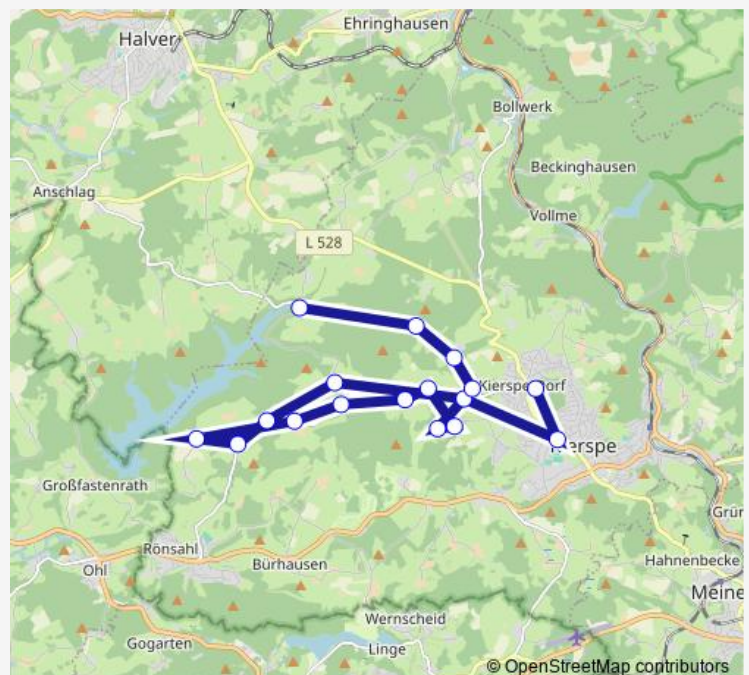 Halver
Ehringhausen
Bollwerk
Beckinghausen
Anschlag
Vollme
L 528
Kierspe
dorf
ierspe
Großfastenrath
Grün
Rönsahl
Ohl
Bürhausen
Hahnenbecke
Meine
Wernscheid
Gogarten
Linge
© OpenStreetMap contributors